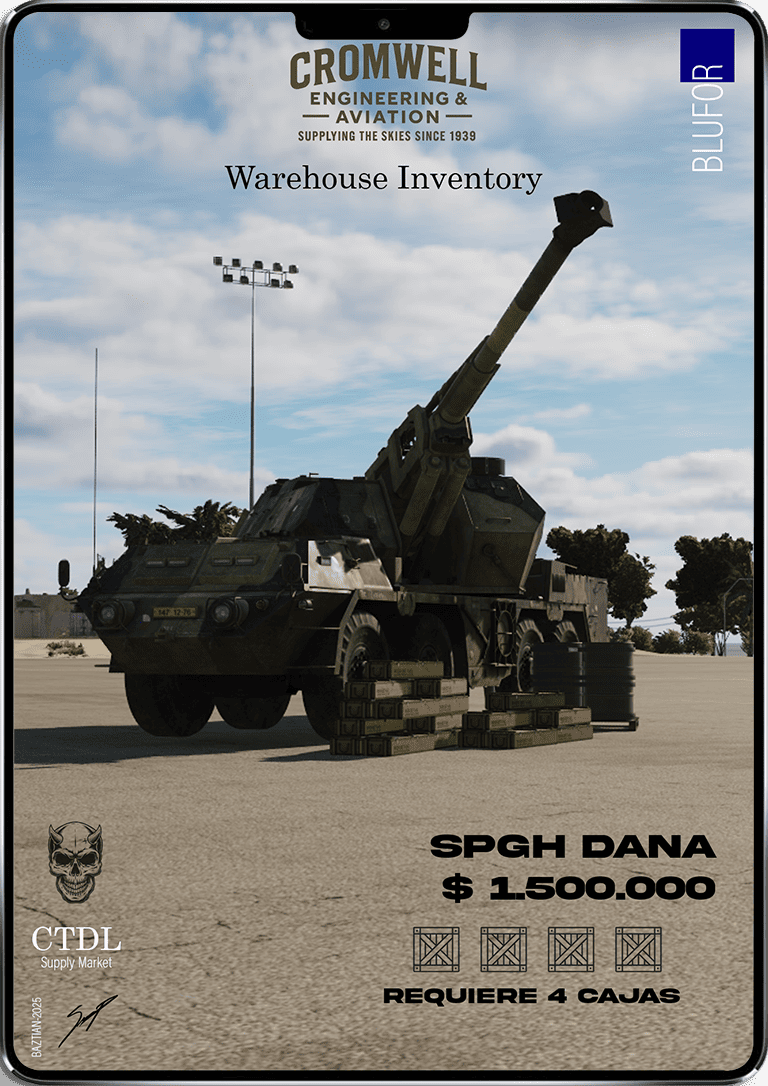 CROMWELL
ENGINEERING &
AVIATION
SUPPLYING THE SKIES SINCE 1939
BLUFOR
Warehouse Inventory
SPGH DANA
$ 1.500.000
REQUIERE 4 CAJAS
CTDL
Supply Market
BAZTIAN-2025